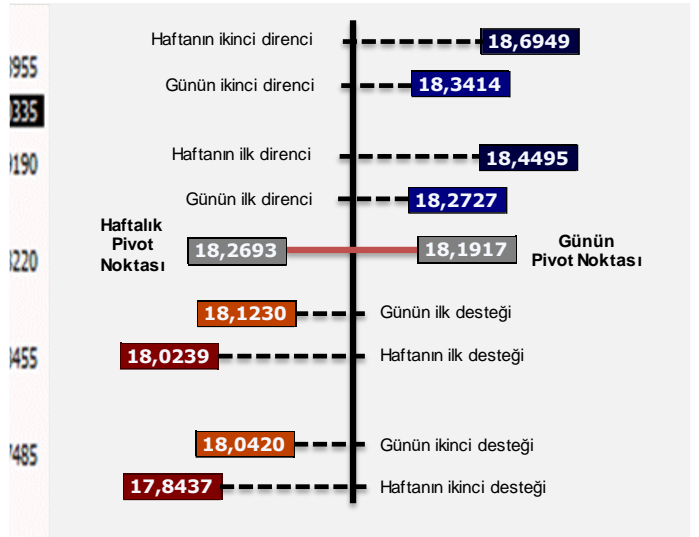 Haftanın ikinci direnci
18,6949
Günün ikinci direnci
18,3414
Haftanın ilk direnci
18,4495
Günün ilk direnci
18,2727
Haftalık
Pivot
Noktası
18,2693
18,1917
Günün
Pivot Noktası
18,1230
Günün ilk desteği
18,0239
Haftanın ilk desteği
18,0420
Günün ikinci desteği
17,8437
Haftanın ikinci desteği